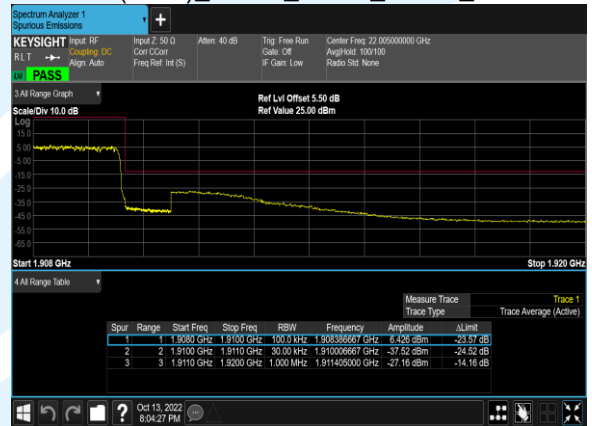 Spectrum Analyzer 1
Spurious Emissions
KEYSIGHT Input: RF Input Z: 50 Ω Atten: 40 dB Trig: Free Run Center Freq: 22.005000000 GHz
RLT Coupling: DC Corr CCorr Gate: Off Avg|Hold: 100/100
Align: Auto Freq Ref: Int (S) IF Gain: Low Radio Std: None
PASS
3 All Range Graph
Ref Lvl Offset 5.50 dB
Scale/Div 10.0 dB Ref Value 25.00 dBm
Log
15.0
5.00
-5.00
-15.0
-25.0
-35.0
-45.0
-55.0
-65.0
Start 1.908 GHz Stop 1.920 GHz
4 All Range Table
Measure Trace Trace 1
Trace Type Trace Average (Active)
Spur Range Start Freq Stop Freq RBW Frequency Amplitude ΔLimit
1 1 1.9080 GHz 1.9100 GHz 100.0 kHz 1.908386667 GHz 6.426 dBm -23.57 dB
2 2 1.9100 GHz 1.9110 GHz 30.00 kHz 1.910006667 GHz -37.52 dBm -24.52 dB
3 3 1.9110 GHz 1.9200 GHz 1.000 MHz 1.911405000 GHz -27.16 dBm -14.16 dB
? Oct 13, 2022
8:04:27 PM